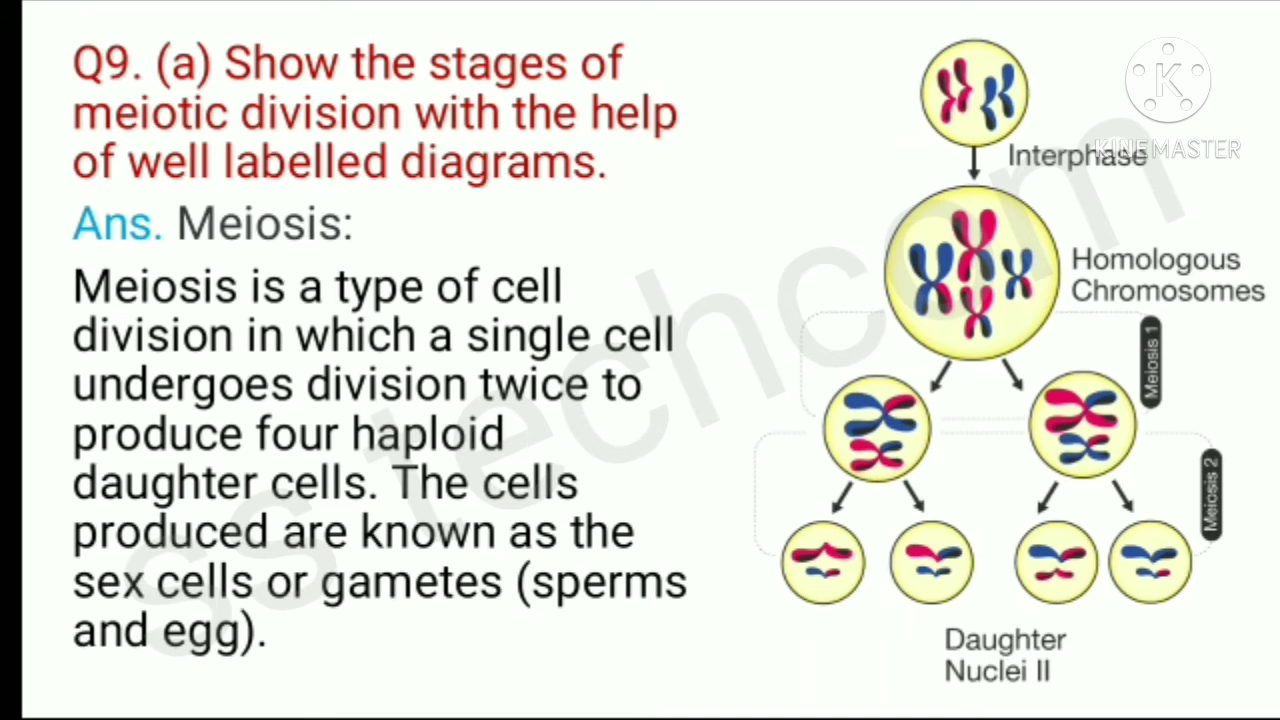 Q9. (a) Show the stages of
meiotic division with the help
of well labelled diagrams.
Ans. Meiosis:
Meiosis is a type of cell
division in which a single cell
undergoes division twice to
produce four haploid
daughter cells. The cells
produced are known as the
sex cells or gametes (sperms
and egg).
K
KINEMASTER
Interphase
Homologous
Chromosomes
Meiosis 1
Meiosis 2
Daughter
Nuclei II
ss techcom